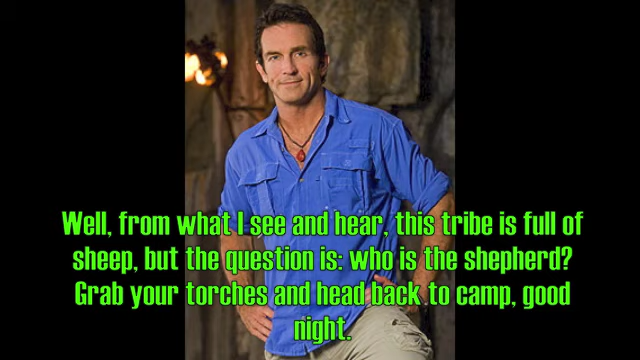 Well, from what I see and hear, this tribe is full of
sheep, but the question is: who is the shepherd?
Grab your torches and head back to camp, good
night.